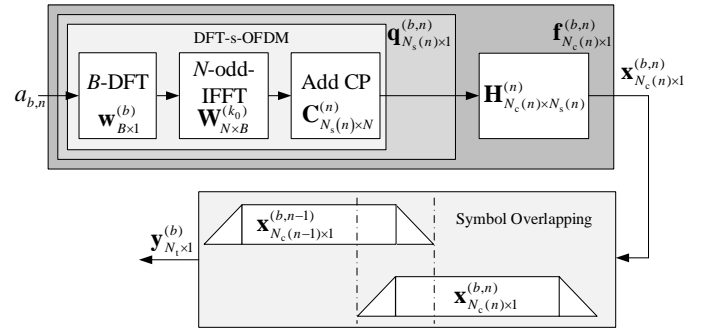 DFT-s-OFDM
q_{N_s(n)×1}^{(b,n)}
f_{N_c(n)×1}^{(b,n)}
a_{b,n}
B-DFT
w_{B×1}^{(b)}
N-odd-
IFFT
W_{N×B}^{(k_0)}
Add CP
C_{N_s(n)×N}^{(n)}
H_{N_c(n)×N_s(n)}^{(n)}
x_{N_c(n)×1}^{(b,n)}
y_{N_t×1}^{(b)}
x_{N_c(n−1)×1}^{(b,n−1)}
Symbol Overlapping
x_{N_c(n)×1}^{(b,n)}